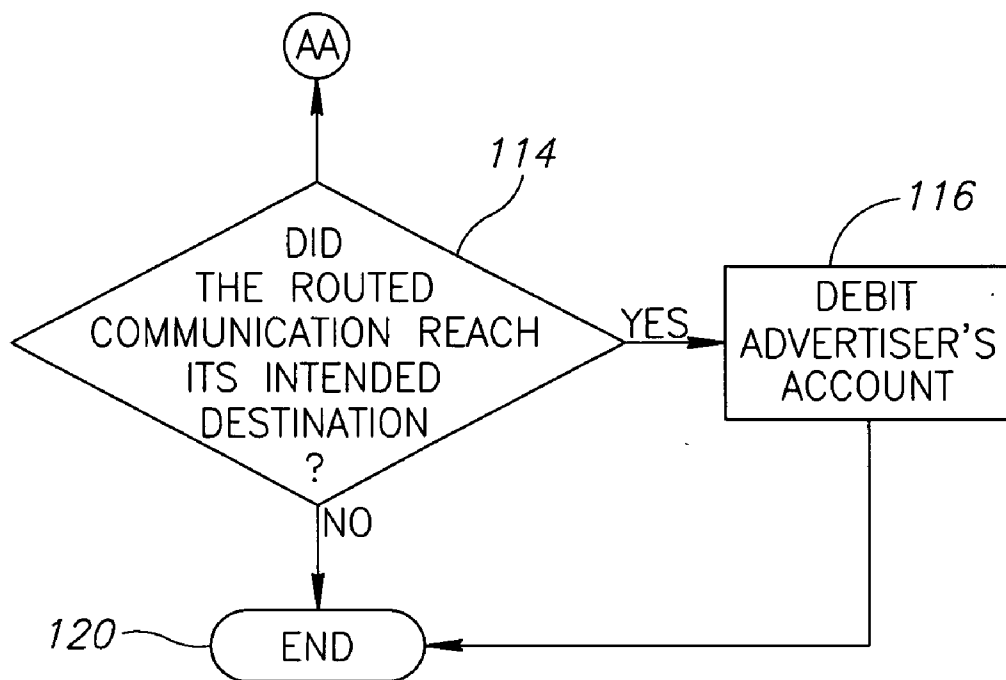 AA
114
DID
THE ROUTED
COMMUNICATION REACH
ITS INTENDED
DESTINATION
?
YES
116
DEBIT
ADVERTISER'S
ACCOUNT
NO
120
END